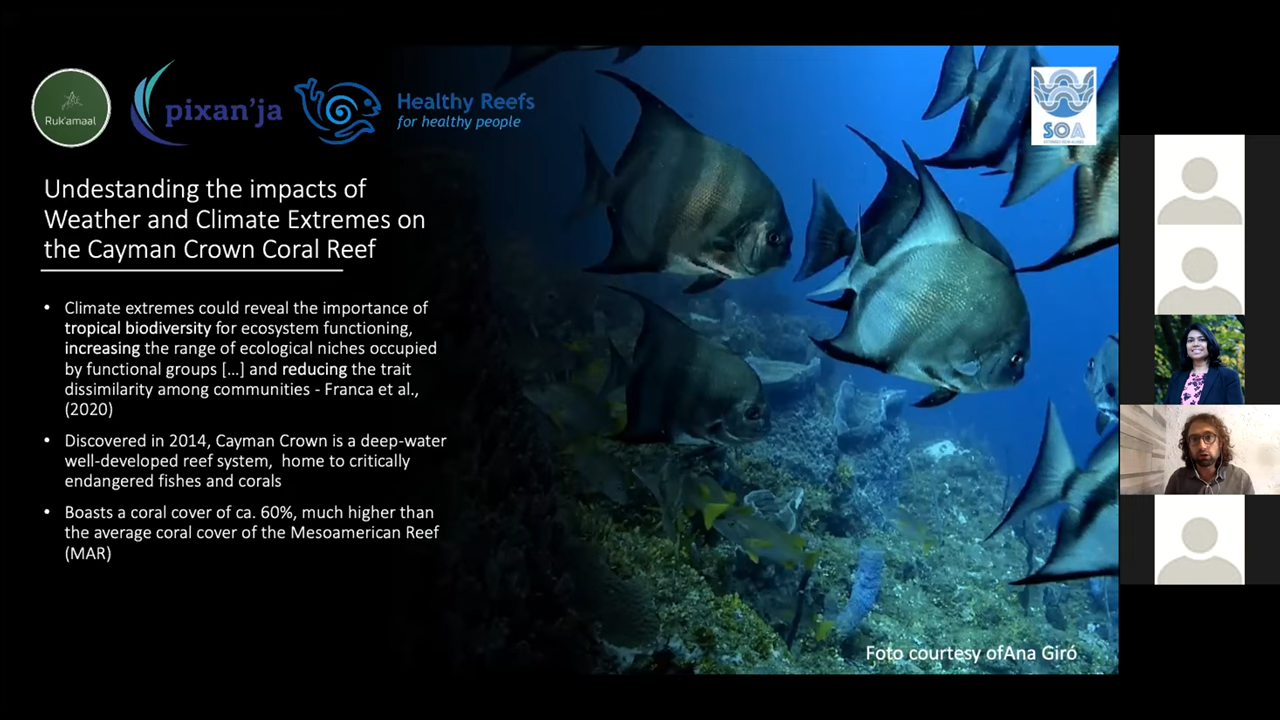 Ruk'amaal
pixan'ja
Healthy Reefs
for healthy people
SOA
Undestanding the impacts of
Weather and Climate Extremes on
the Cayman Crown Coral Reef
• Climate extremes could reveal the importance of
tropical biodiversity for ecosystem functioning,
increasing the range of ecological niches occupied
by functional groups [...] and reducing the trait
dissimilarity among communities - Franca et al.,
(2020)
• Discovered in 2014, Cayman Crown is a deep-water
well-developed reef system, home to critically
endangered fishes and corals
• Boasts a coral cover of ca. 60%, much higher than
the average coral cover of the Mesoamerican Reef
(MAR)
Foto courtesy ofAna Giró